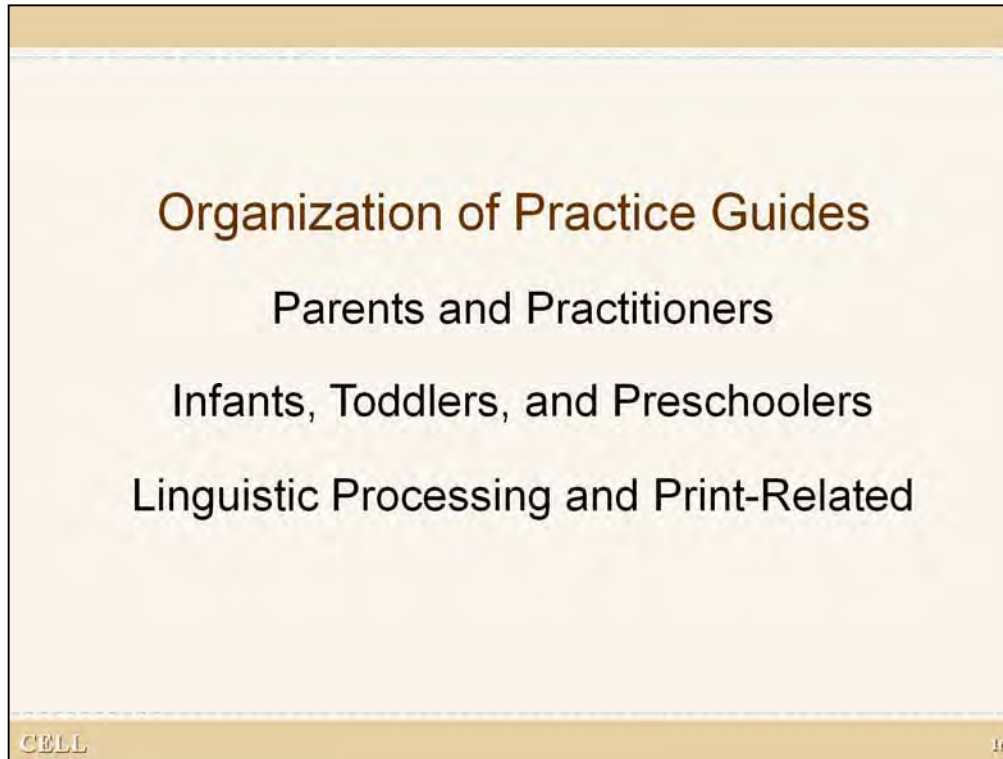 Organization of Practice Guides
Parents and Practitioners
Infants, Toddlers, and Preschoolers
Linguistic Processing and Print-Related
CELL